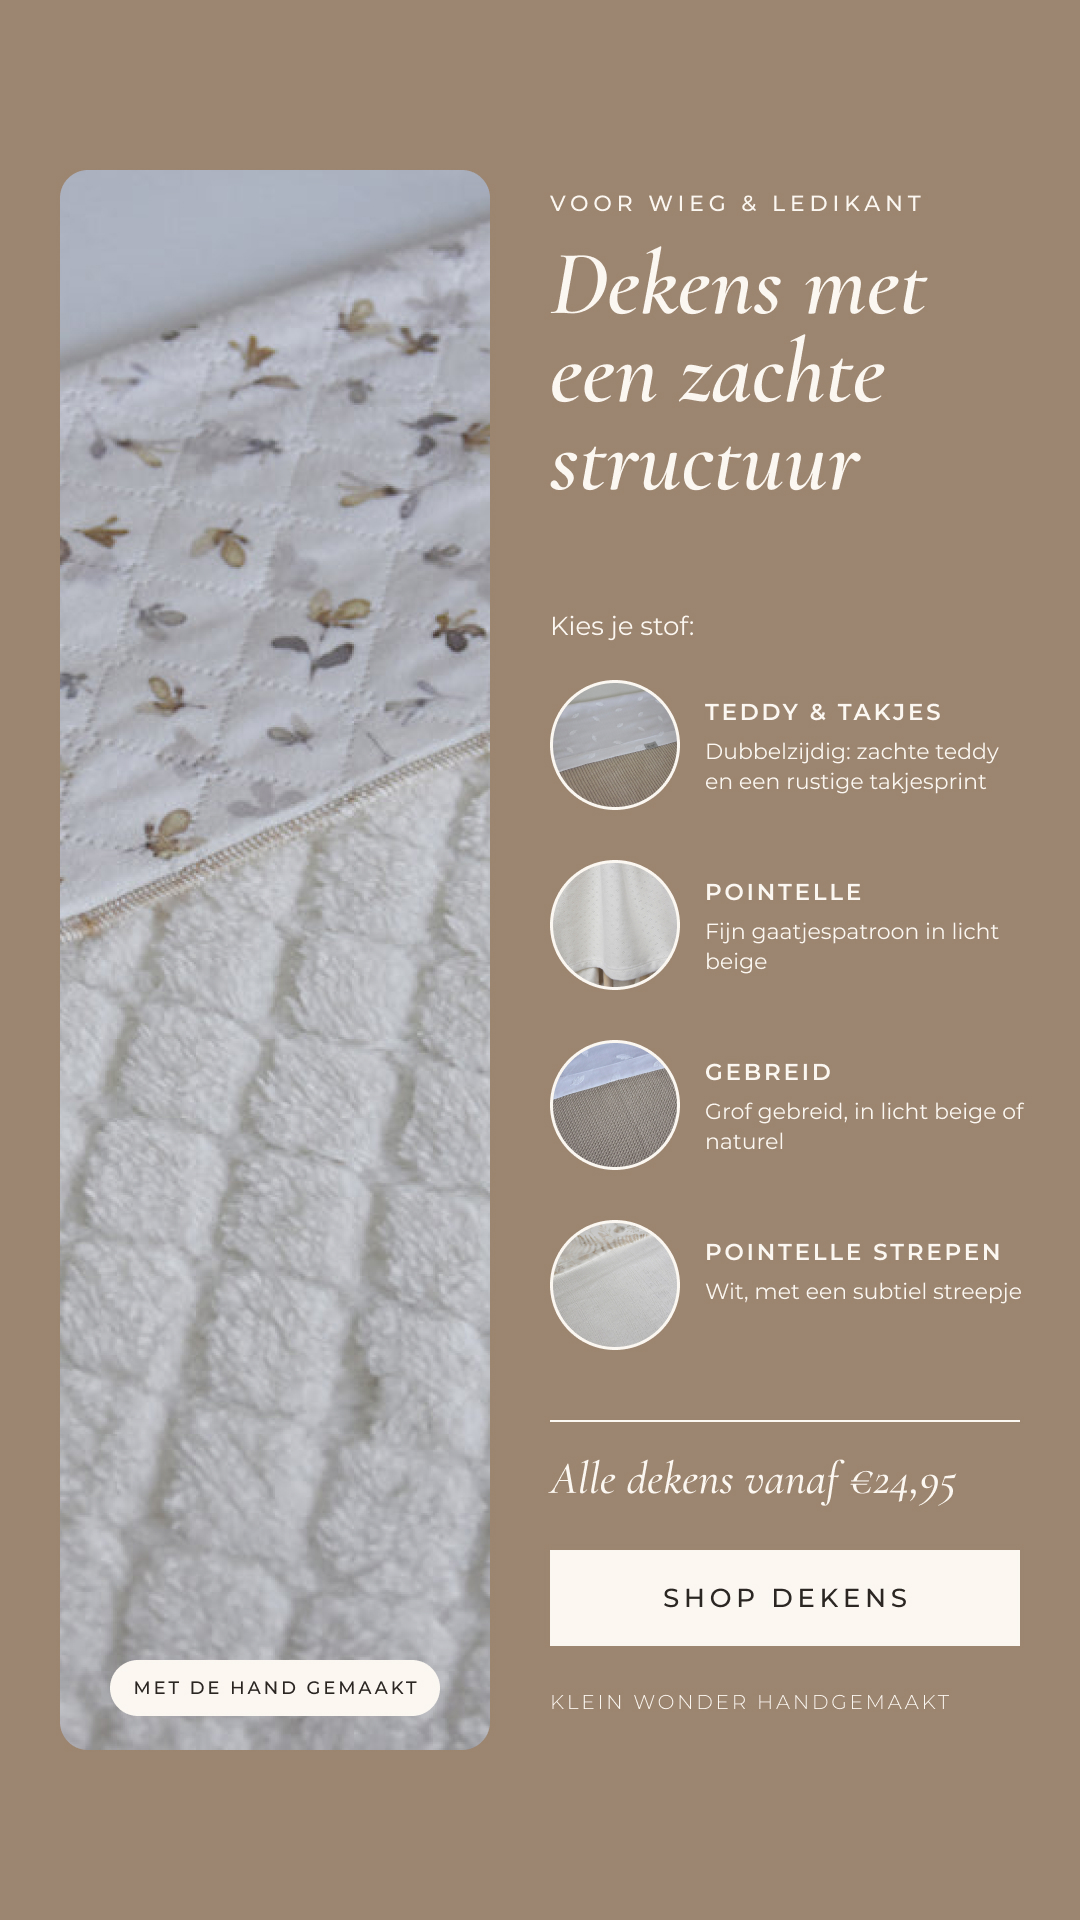 VOOR WIEG & LEDIKANT
Dekens met
een zachte
structuur
Kies je stof:
TEDDY & TAKJES
Dubbelzijdig: zachte teddy
en een rustige takjesprint
POINTELLE
Fijn gaatjespatroon in licht
beige
GEBREID
Grof gebreid, in licht beige of
naturel
POINTELLE STREPEN
Wit, met een subtiel streepje
Alle dekens vanaf €24,95
SHOP DEKENS
MET DE HAND GEMAAKT
KLEIN WONDER HANDGEMAAKT